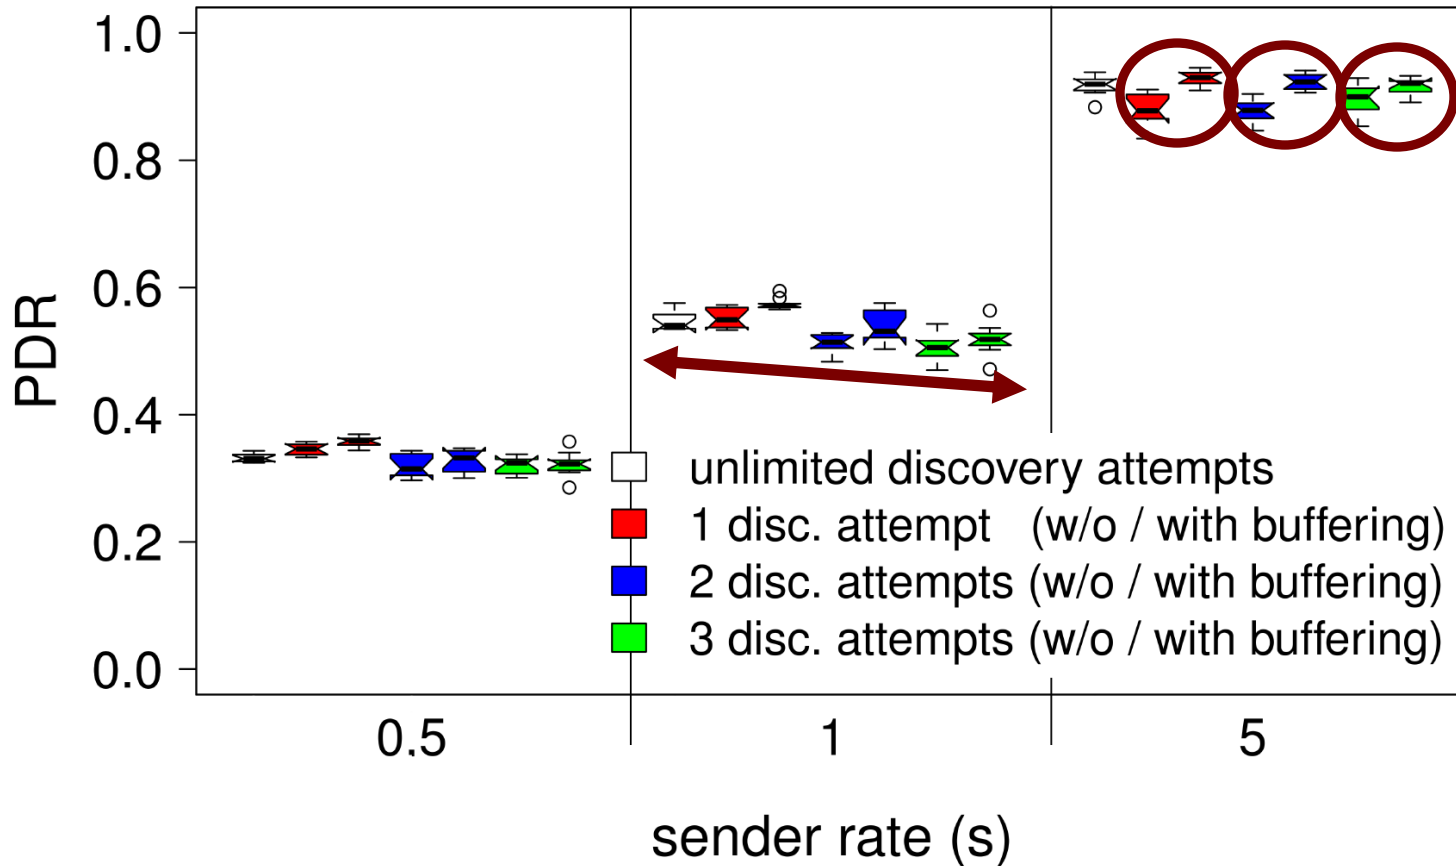 1.0
0.8
0.6
0.4
0.2
0.0
PDR
unlimited discovery attempts
1 disc. attempt (w/o / with buffering)
2 disc. attempts (w/o / with buffering)
3 disc. attempts (w/o / with buffering)
0.5 1 5
sender rate (s)